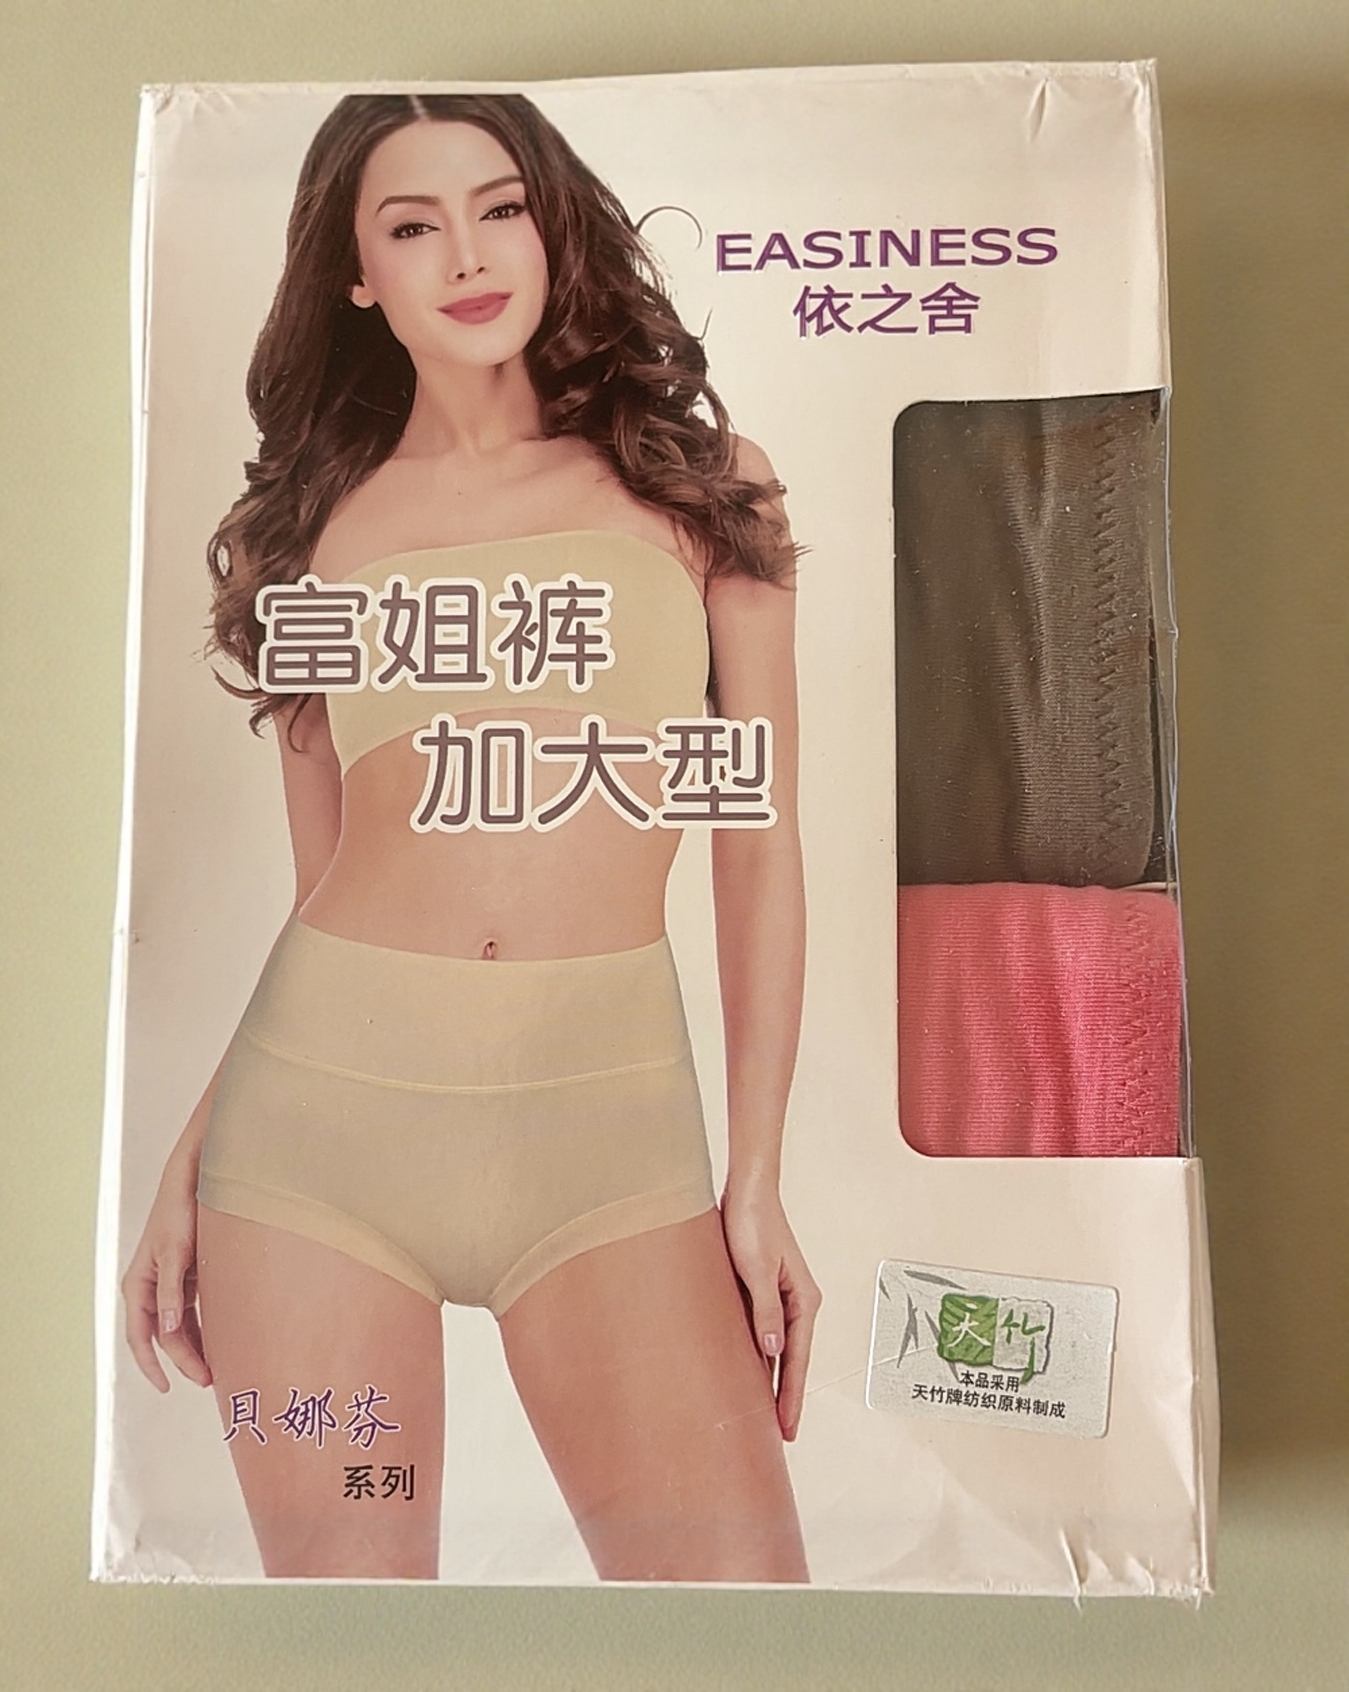 EASINESS
依之舍
富姐裤
加大型
天竹
本品采用
天竹牌纺织原料制成
贝娜芬
系列